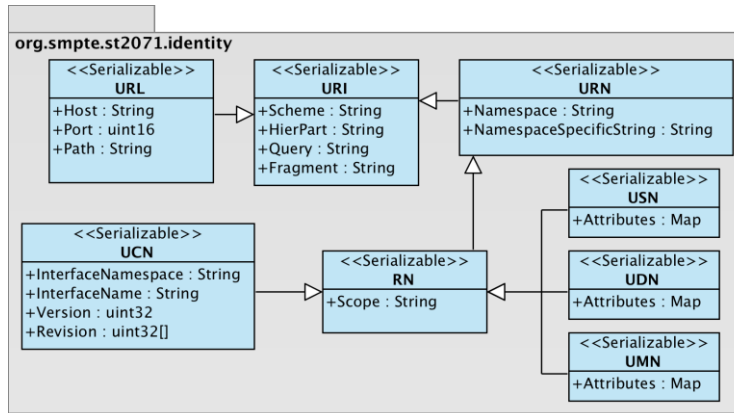 org.smpte.st2071.identity
<<Serializable>>
URL
+Host : String
+Port : uint16
+Path : String
<<Serializable>>
URI
+Scheme : String
+HierPart : String
+Query : String
+Fragment : String
<<Serializable>>
URN
+Namespace : String
+NamespaceSpecificString : String
<<Serializable>>
USN
+Attributes : Map
<<Serializable>>
UCN
+InterfaceNamespace : String
+InterfaceName : String
+Version : uint32
+Revision : uint32[]
<<Serializable>>
RN
+Scope : String
<<Serializable>>
UDN
+Attributes : Map
<<Serializable>>
UMN
+Attributes : Map